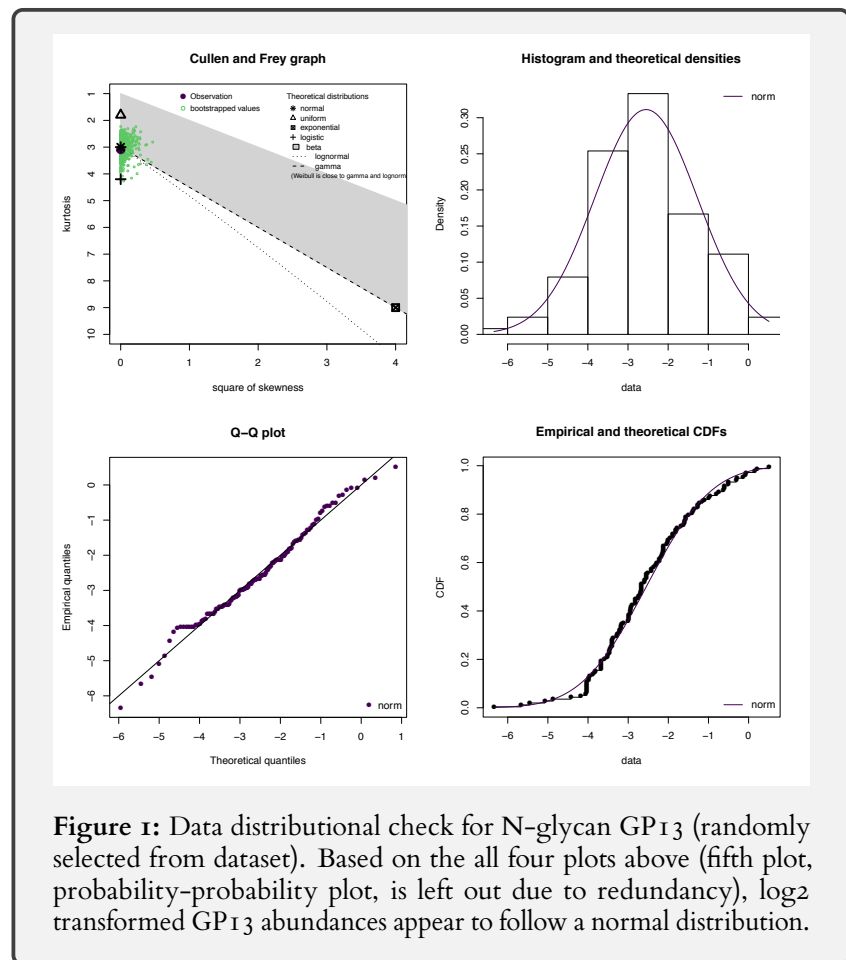 Cullen and Frey graph
Observation
bootstrapped values
Theoretical distributions
normal
uniform
exponential
logistic
beta
lognormal
gamma
(Weibull is close to gamma and lognorm
kurtosis
1
2
3
4
5
6
7
8
9
10
0 1 2 3 4
square of skewness
Histogram and theoretical densities
norm
Density
0.30
0.25
0.20
0.15
0.10
0.05
0.00
−6 −5 −4 −3 −2 −1 0
data
Q−Q plot
Empirical quantiles
0
−1
−2
−3
−4
−5
−6
norm
−6 −5 −4 −3 −2 −1 0 1
Theoretical quantiles
Empirical and theoretical CDFs
CDF
1.0
0.8
0.6
0.4
0.2
0.0
norm
−6 −5 −4 −3 −2 −1 0
data
Figure 1: Data distributional check for N-glycan GP13 (randomly
selected from dataset). Based on the all four plots above (fifth plot,
probability-probability plot, is left out due to redundancy), log2
transformed GP13 abundances appear to follow a normal distribution.